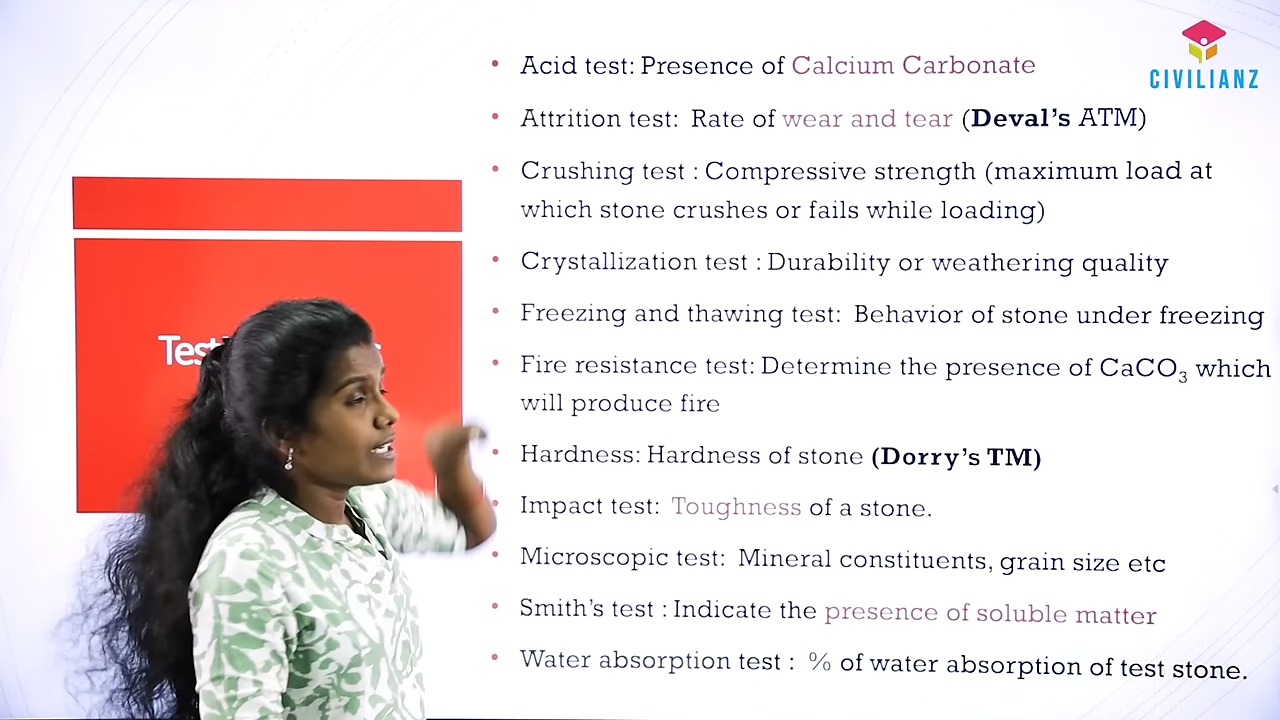 CIVILIANZ
• Acid test: Presence of Calcium Carbonate
• Attrition test: Rate of wear and tear (Deval's ATM)
• Crushing test : Compressive strength (maximum load at
which stone crushes or fails while loading)
• Crystallization test : Durability or weathering quality
• Freezing and thawing test: Behavior of stone under freezing
• Fire resistance test: Determine the presence of CaCO₃ which
will produce fire
• Hardness: Hardness of stone (Dorry's TM)
• Impact test: Toughness of a stone.
• Microscopic test: Mineral constituents, grain size etc
• Smith's test : Indicate the presence of soluble matter
• Water absorption test : % of water absorption of test stone.